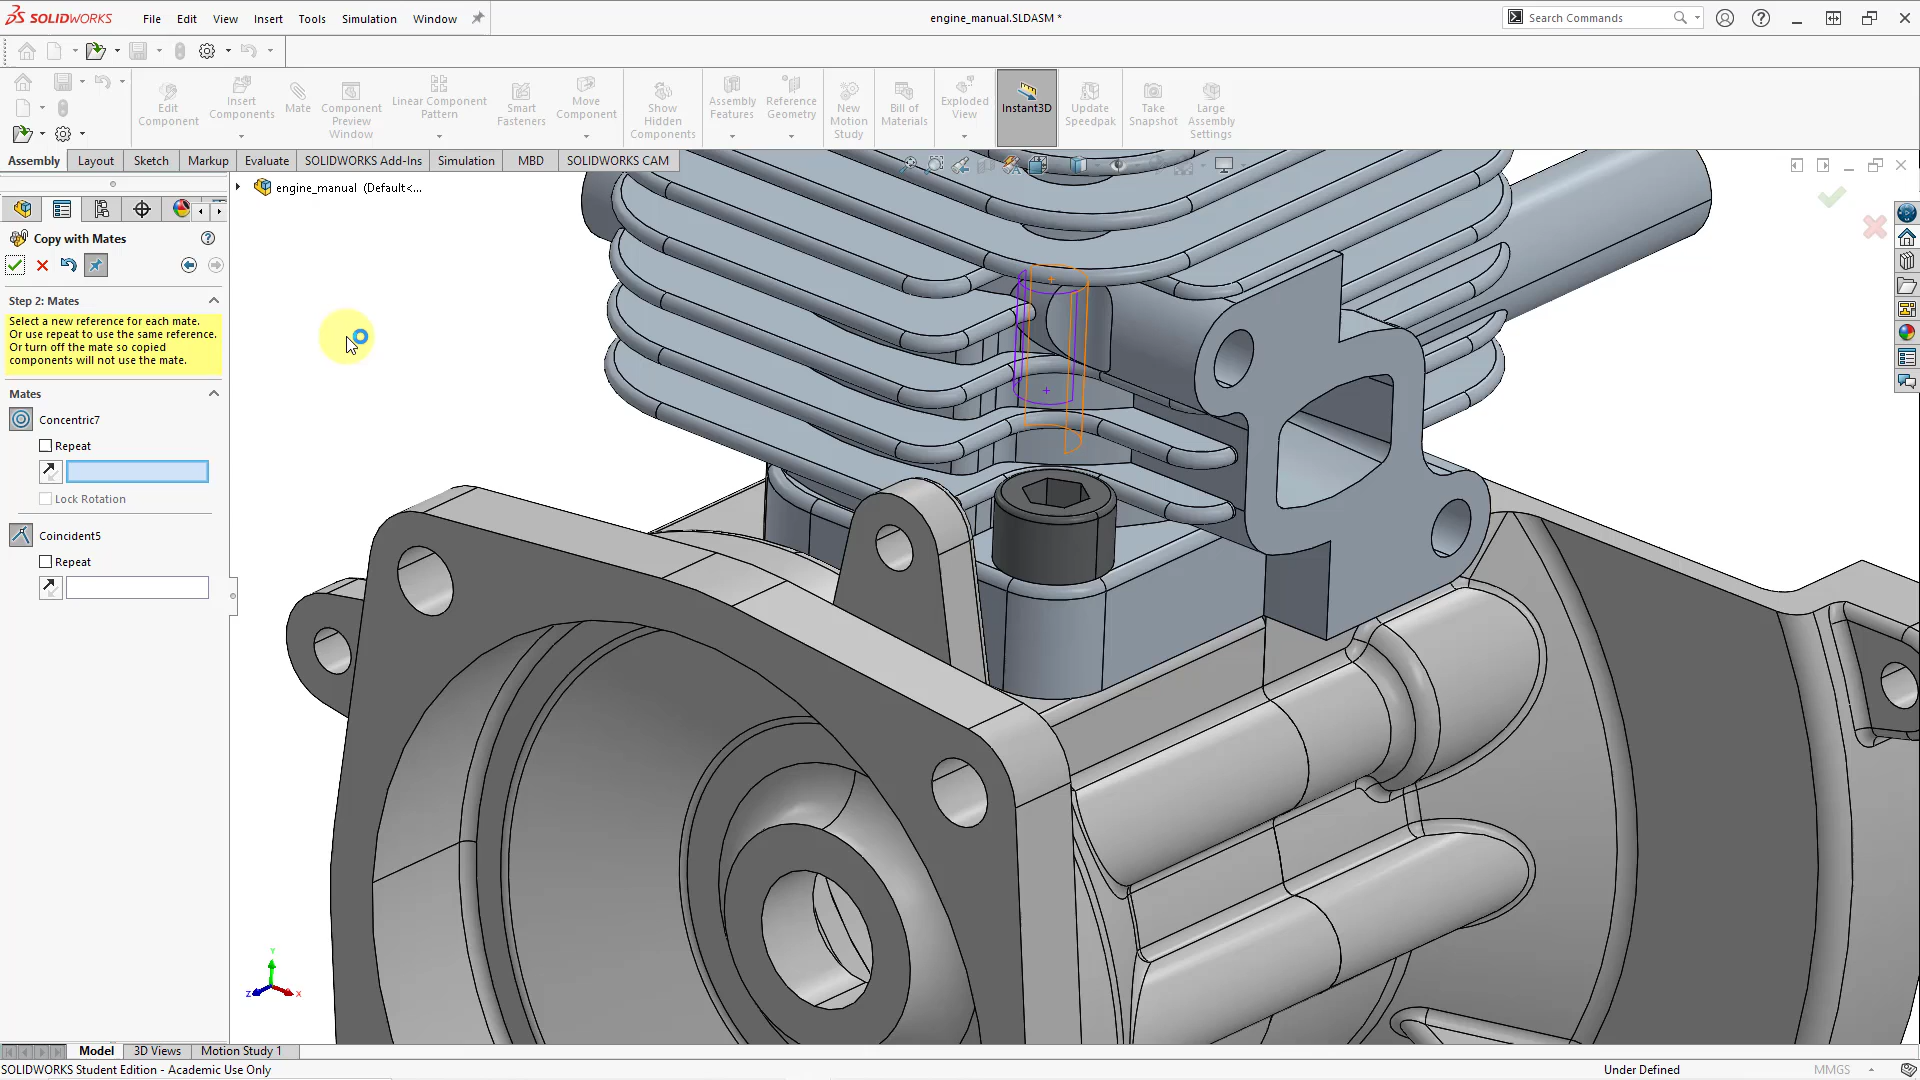 SOLIDWORKS
File
Edit
View
Insert
Tools
Simulation
Window
engine_manual.SLDASM *
Search Commands
Edit
Component
Insert
Components
Mate
Component
Preview
Window
Linear Component
Pattern
Smart
Fasteners
Move
Component
Show
Hidden
Components
Assembly
Features
Reference
Geometry
New
Motion
Study
Bill of
Materials
Exploded
View
Instant3D
Update
Speedpak
Take
Snapshot
Large
Assembly
Settings
Assembly
Layout
Sketch
Markup
Evaluate
SOLIDWORKS Add-Ins
Simulation
MBD
SOLIDWORKS CAM
engine_manual (Default<...
Copy with Mates
Step 2: Mates
Select a new reference for each mate.
Or use repeat to use the same reference.
Or turn off the mate so copied
components will not use the mate.
Mates
Concentric7
Repeat
Lock Rotation
Coincident5
Repeat
Y
Z
X
Model
3D Views
Motion Study 1
SOLIDWORKS Student Edition - Academic Use Only
Under Defined
MMGS